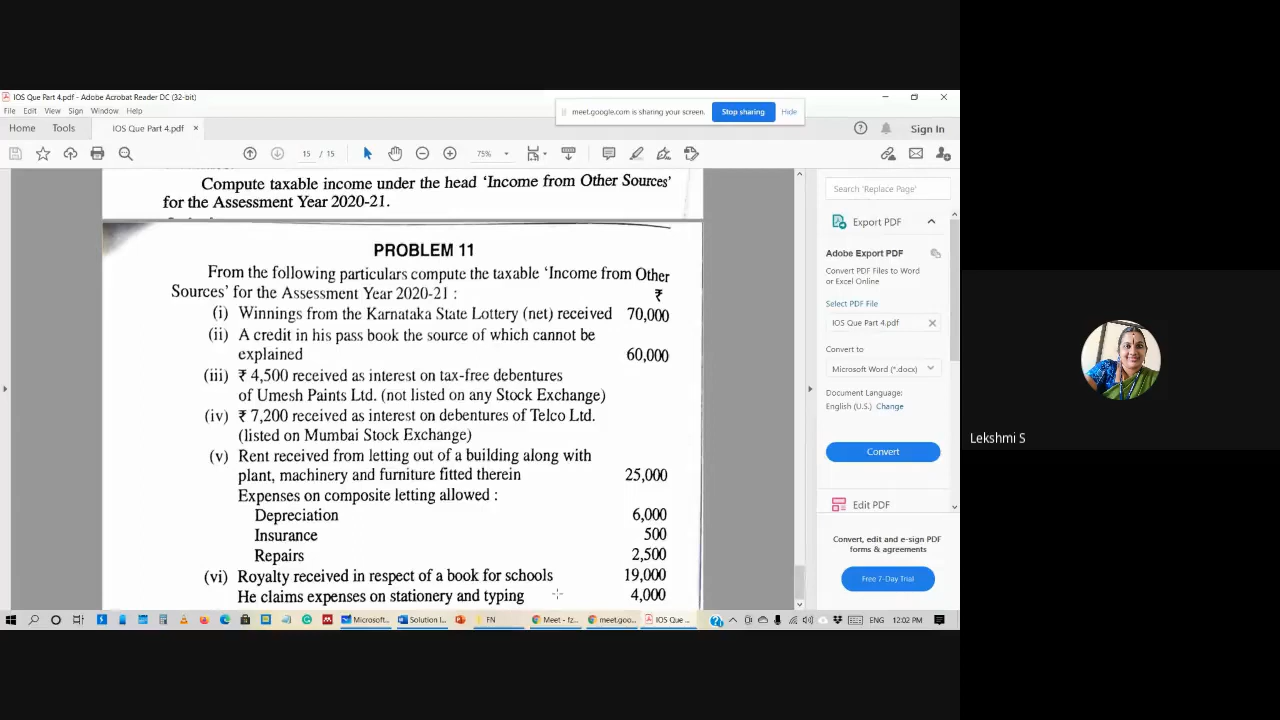 IOS Que Part 4.pdf - Adobe Acrobat Reader DC (32-bit)
File Edit View Sign Window Help
meet.google.com is sharing your screen. Stop sharing Hide
Home Tools IOS Que Part 4.pdf × Sign In
15 / 15 75%
Compute taxable income under the head 'Income from Other Sources'
for the Assessment Year 2020-21.
PROBLEM 11
From the following particulars compute the taxable 'Income from Other
Sources' for the Assessment Year 2020-21 : ₹
(i) Winnings from the Karnataka State Lottery (net) received 70,000
(ii) A credit in his pass book the source of which cannot be
explained 60,000
(iii) ₹ 4,500 received as interest on tax-free debentures
of Umesh Paints Ltd. (not listed on any Stock Exchange)
(iv) ₹ 7,200 received as interest on debentures of Telco Ltd.
(listed on Mumbai Stock Exchange)
(v) Rent received from letting out of a building along with
plant, machinery and furniture fitted therein 25,000
Expenses on composite letting allowed :
Depreciation 6,000
Insurance 500
Repairs 2,500
(vi) Royalty received in respect of a book for schools 19,000
He claims expenses on stationery and typing 4,000
Search 'Replace Page'
Export PDF
Adobe Export PDF
Convert PDF Files to Word
or Excel Online
Select PDF File
IOS Que Part 4.pdf
Convert to
Microsoft Word (*.docx)
Document Language:
English (U.S.) Change
Convert
Edit PDF
Convert, edit and e-sign PDF
forms & agreements
Free 7-Day Trial
Microsoft... Solution I... FN Meet - fz... meet.goo... IOS Que ... ENG 12:02 PM
Lekshmi S